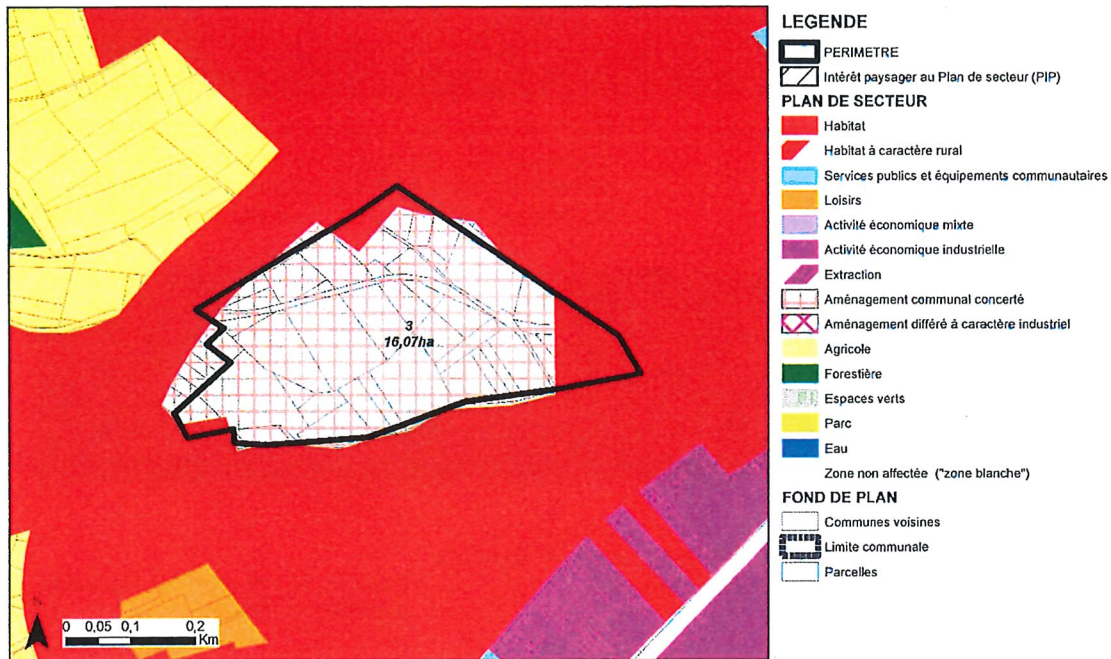 LEGENDE
PERIMETRE
Intérêt paysager au Plan de secteur (PIP)
PLAN DE SECTEUR
Habitat
Habitat à caractère rural
Services publics et équipements communautaires
Loisirs
Activité économique mixte
Activité économique industrielle
Extraction
Aménagement communal concerté
Aménagement différé à caractère industriel
Agricole
Forestière
Espaces verts
Parc
Eau
Zone non affectée ("zone blanche")
FOND DE PLAN
Communes voisines
Limite communale
Parcelles
3
16,07ha
0 0,05 0,1 0,2
Km